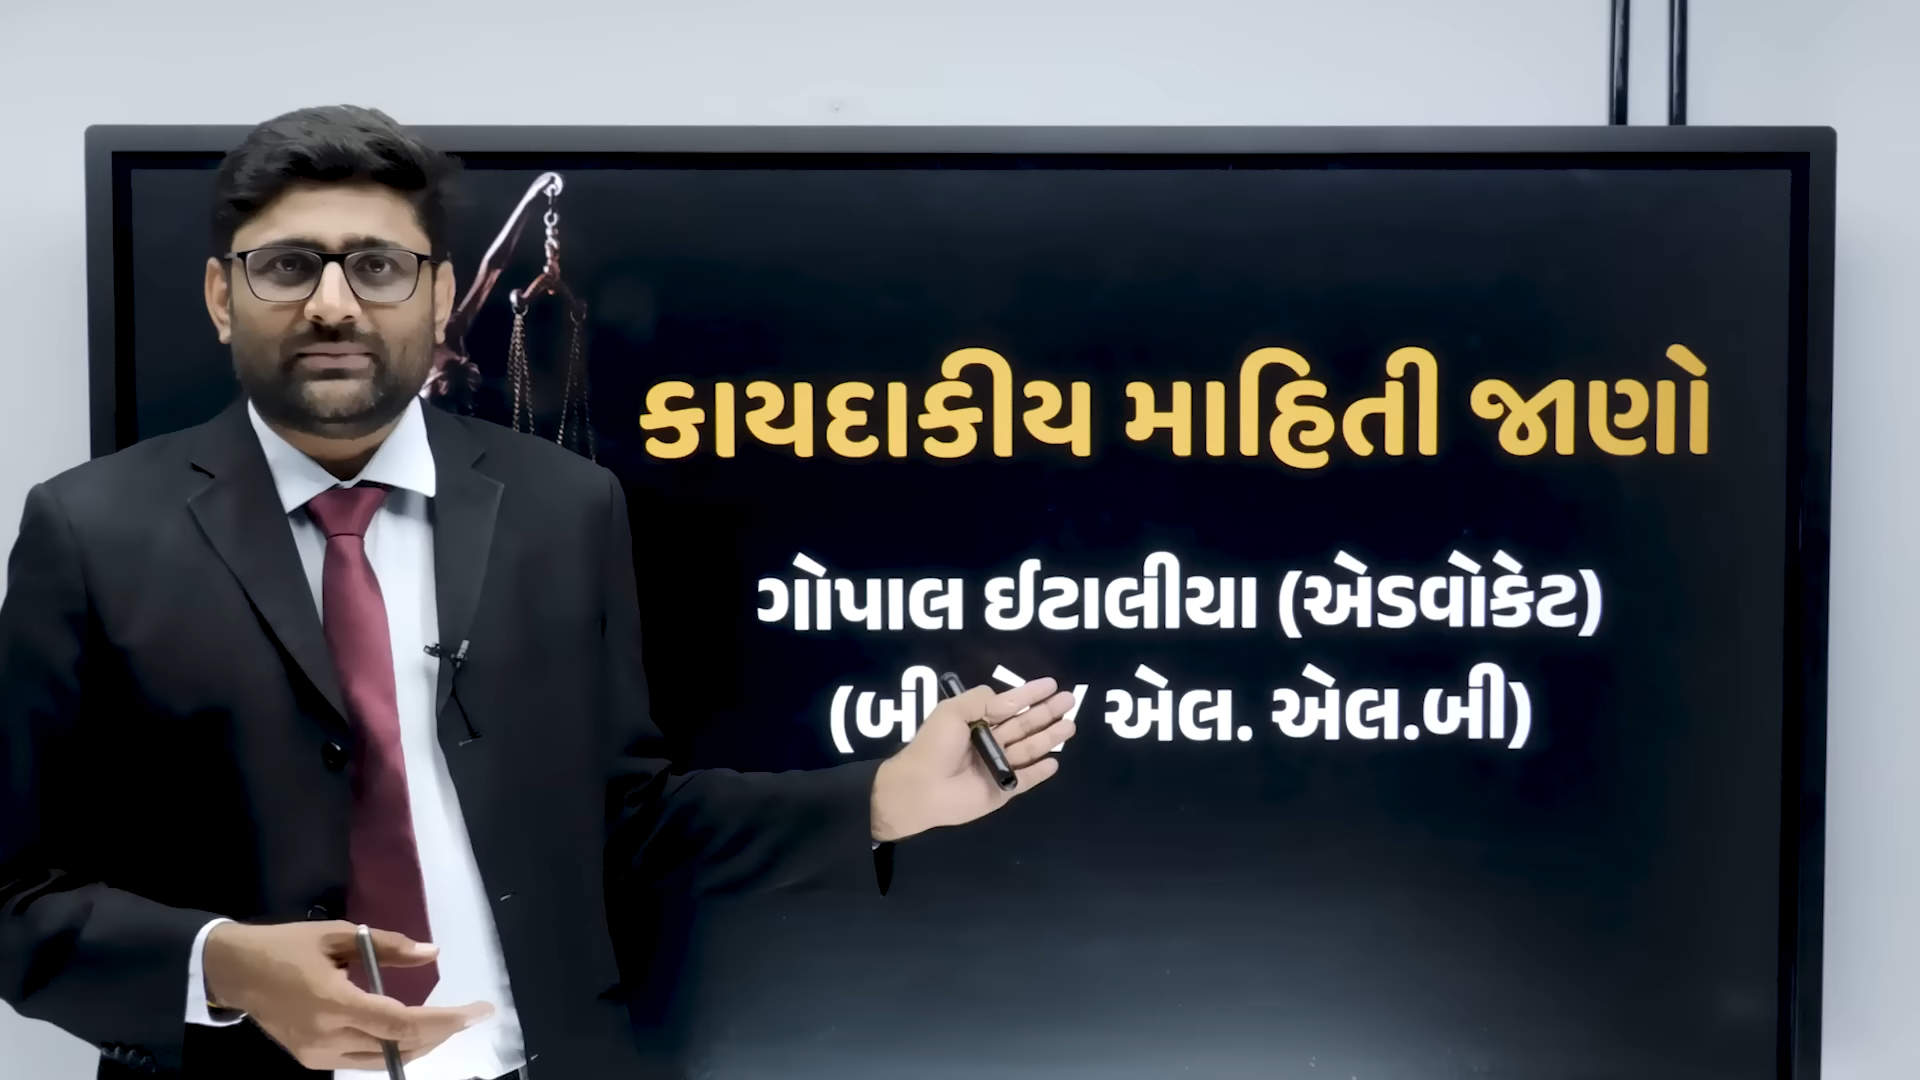 કાયદાકીય માહિતી જાણો
ગોપાલ ઈટાલીયા (એડવોકેટ)
એલ. એલ.બી)